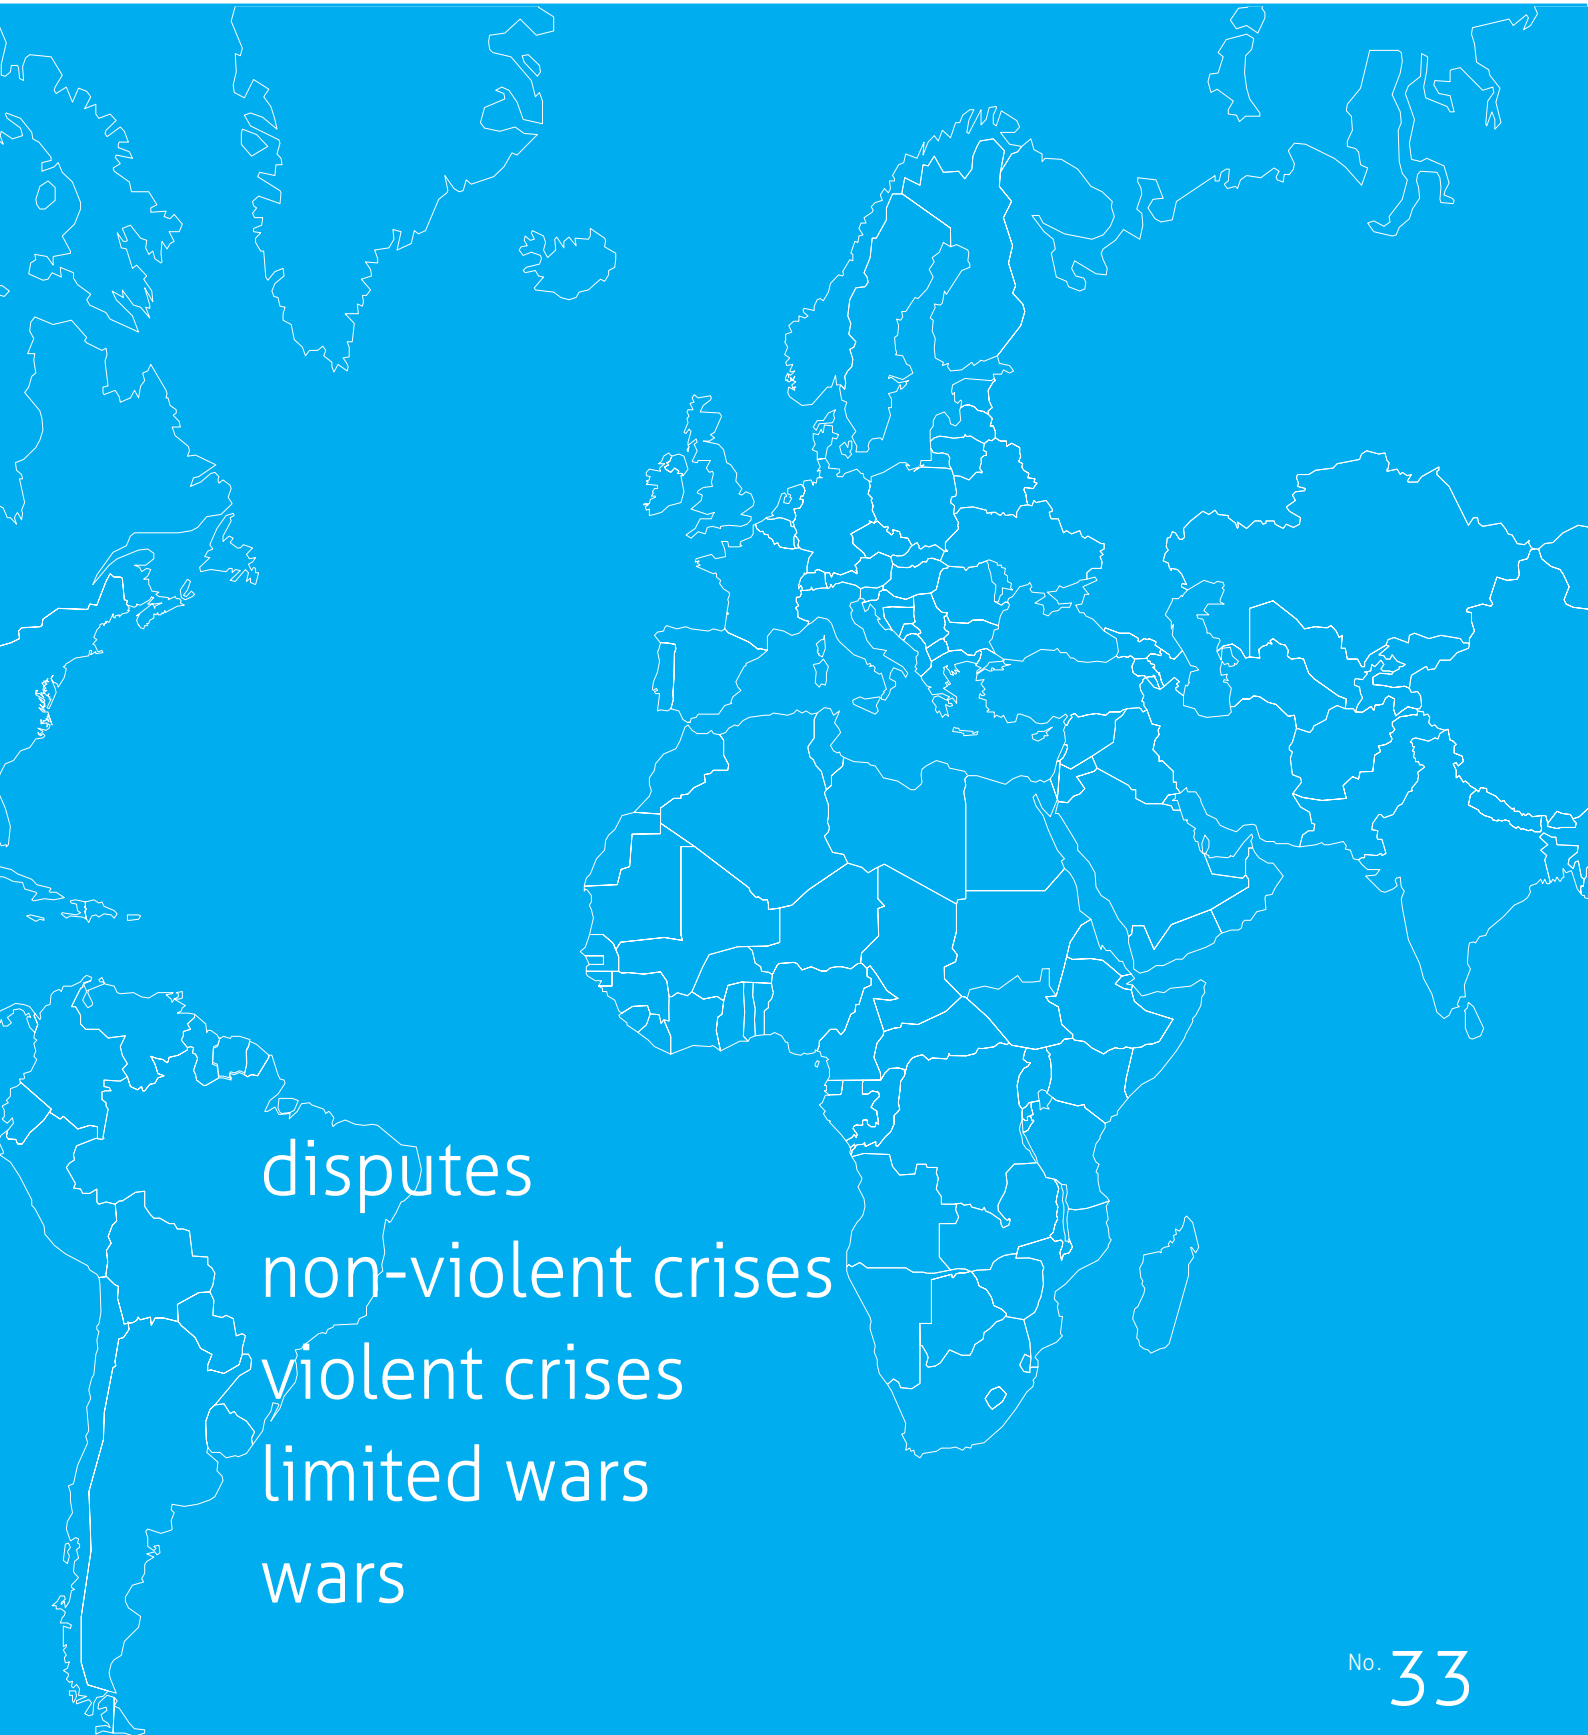 disputes
non-violent crises
violent crises
limited wars
wars
No. 33